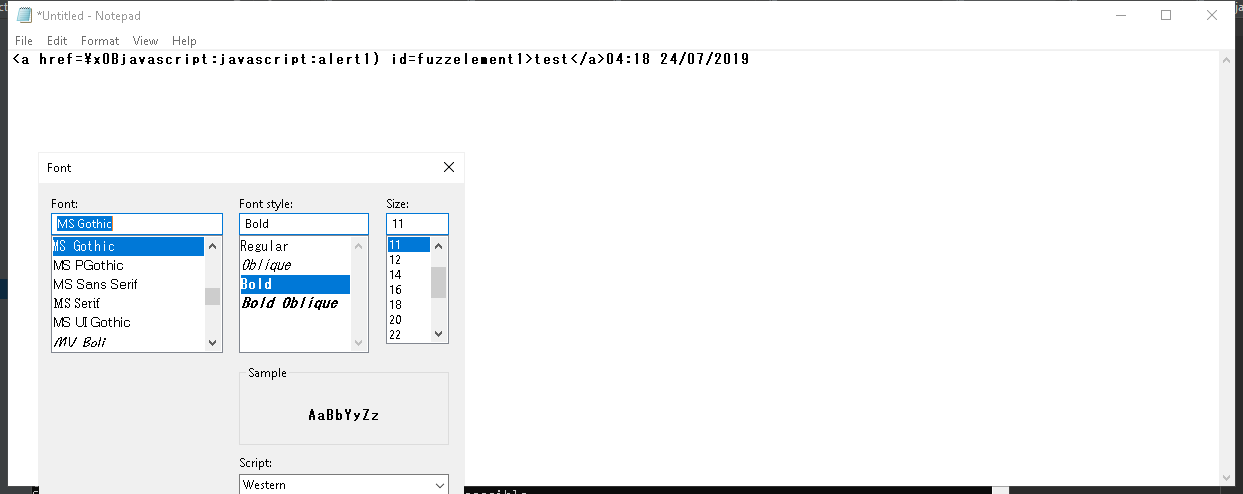 *Untitled - Notepad
File Edit Format View Help
<a href=¥x0Bjavascript:javascript:alert1) id=fuzzelement1>test</a>04:18 24/07/2019
Font
Font: Font style: Size:
MS Gothic Bold 11
MS Gothic Regular 11
MS PGothic Oblique 12
MS Sans Serif Bold 14
MS Serif Bold Oblique 16
MS UI Gothic 18
MV Boli 20
22
Sample
AaBbYyZz
Script:
Western